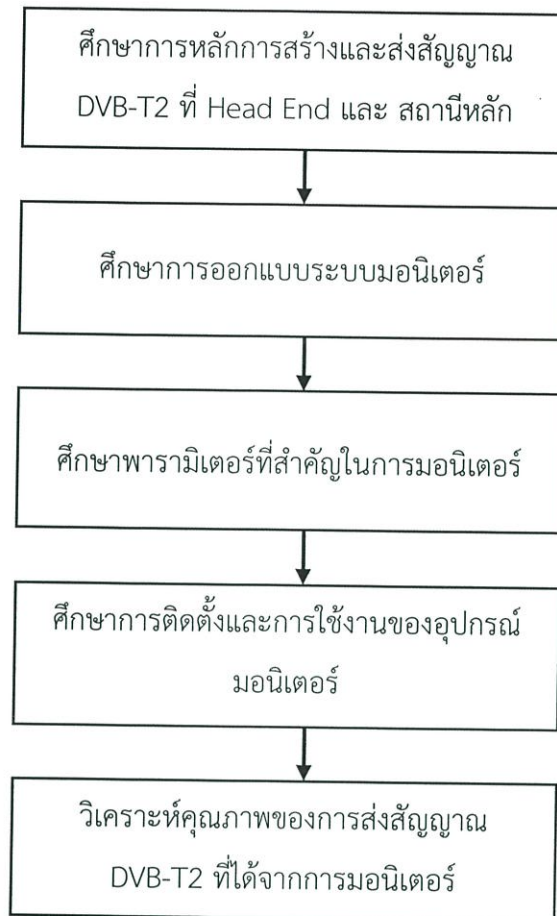 ศึกษาการหลักการสร้างและส่งสัญญาณ
DVB-T2 ที่ Head End และ สถานีหลัก
ศึกษาการออกแบบระบบมอนิเตอร์
ศึกษาพารามิเตอร์ที่สำคัญในการมอนิเตอร์
ศึกษาการติดตั้งและการใช้งานของอุปกรณ์
มอนิเตอร์
วิเคราะห์คุณภาพของการส่งสัญญาณ
DVB-T2 ที่ได้จากการมอนิเตอร์